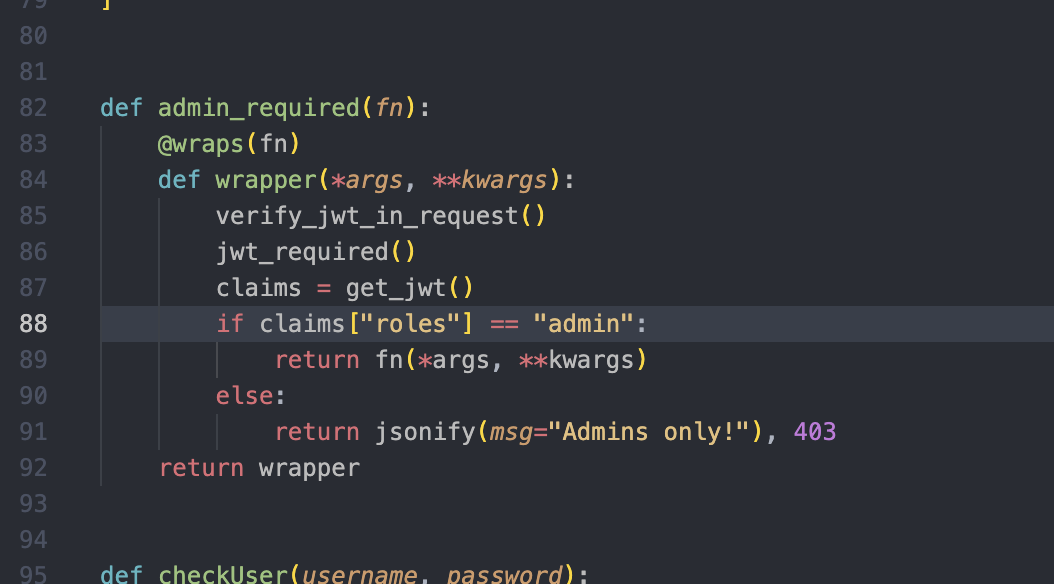 79 ]
80
81
82 def admin_required(fn):
83     @wraps(fn)
84     def wrapper(*args, **kwargs):
85         verify_jwt_in_request()
86         jwt_required()
87         claims = get_jwt()
88         if claims["roles"] == "admin":
89             return fn(*args, **kwargs)
90         else:
91             return jsonify(msg="Admins only!"), 403
92     return wrapper
93
94
95 def checkUser(username, password):